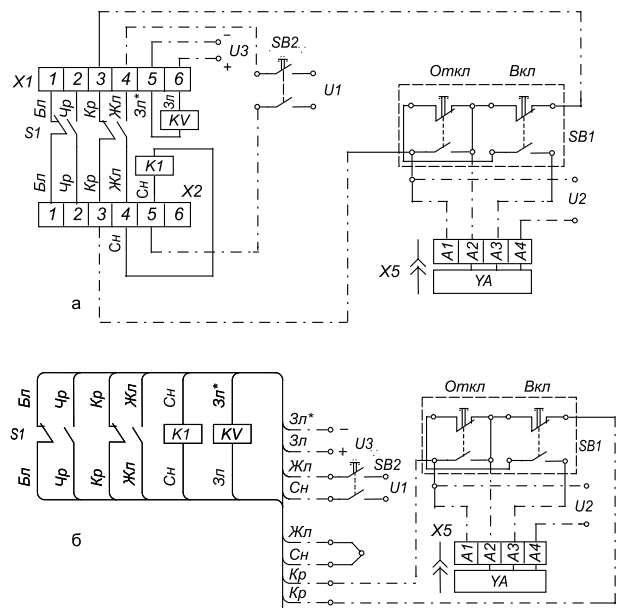 U3
–
+
SB2
U1
X1 1 2 3 4 5 6
Бл Чр Кр Жл Зл* Зл
S1
KV
K1
Бл Чр Кр Жл Сн
X2
1 2 3 4 5 6
Сн
Откл Вкл
SB1
U2
A1 A2 A3 A4
X5
YA
а
Бл Чр Кр Жл Сн Зл*
S1
K1 KV
Бл Чр Кр Жл Сн Зл
Зл* –
Зл + U3
Жл SB2
Сн U1
Жл
Сн
Кр
Кр
Откл Вкл
SB1
U2
X5
A1 A2 A3 A4
YA
б